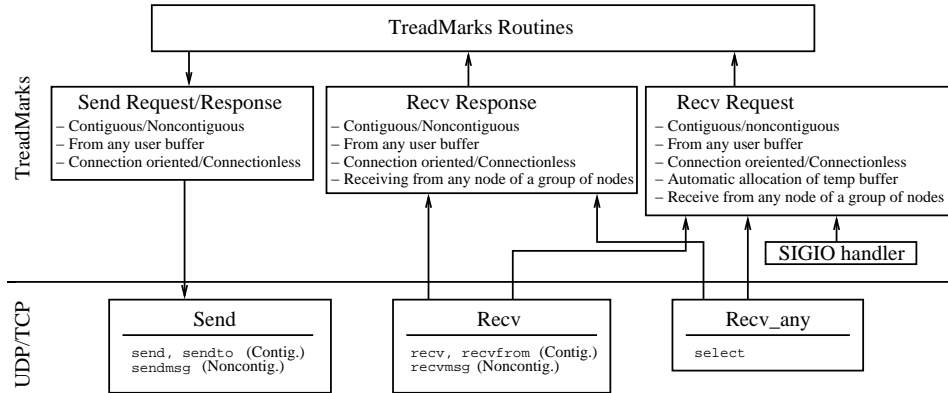 TreadMarks Routines
TreadMarks
Send Request/Response
– Contiguous/Noncontiguous
– From any user buffer
– Connection oriented/Connectionless
Recv Response
– Contiguous/Noncontiguous
– From any user buffer
– Connection oriented/Connectionless
– Receiving from any node of a group of nodes
Recv Request
– Contiguous/noncontiguous
– From any user buffer
– Connection oreiented/Connectionless
– Automatic allocation of temp buffer
– Receive from any node of a group of nodes
SIGIO handler
UDP/TCP
Send
send, sendto (Contig.)
sendmsg (Noncontig.)
Recv
recv, recvfrom (Contig.)
recvmsg (Noncontig.)
Recv_any
select